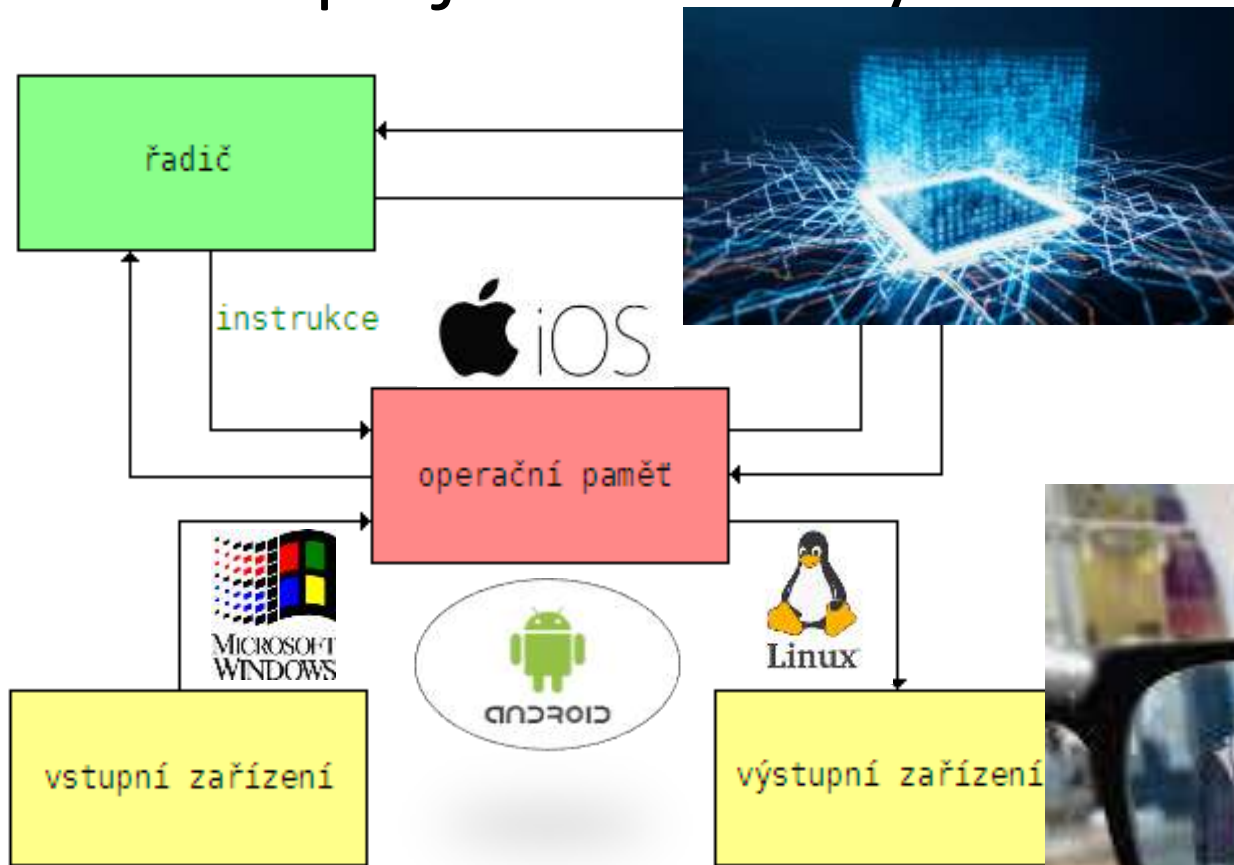 řadič
instrukce
iOS
operační paměť
MICROSOFT
WINDOWS
ANDROID
Linux
vstupní zařízení
výstupní zařízení